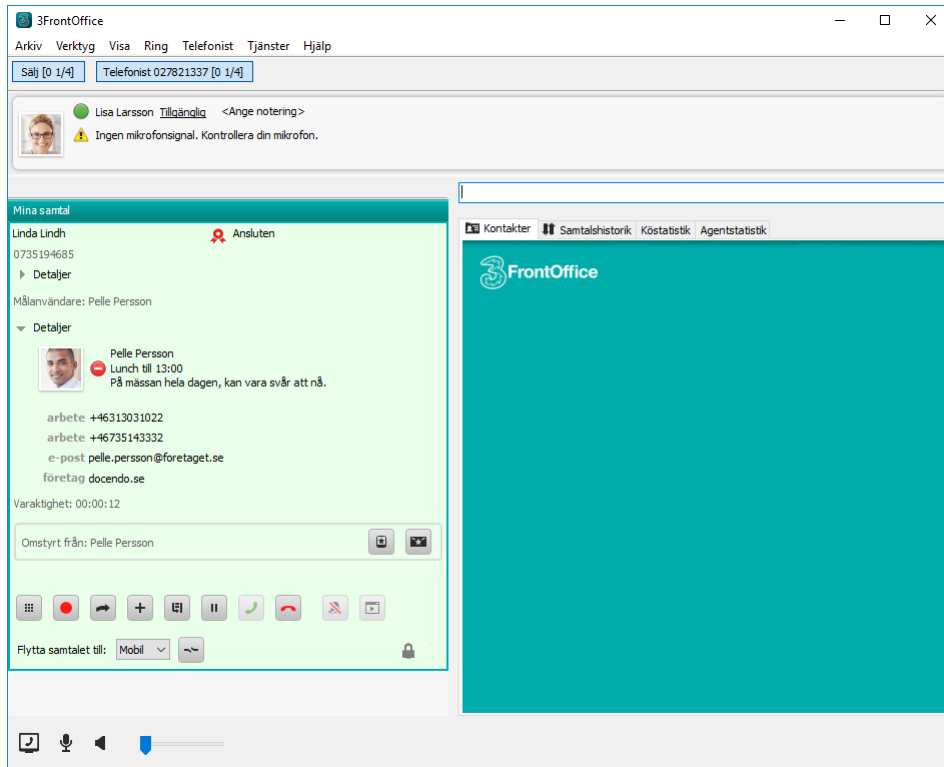 3FrontOffice
Arkiv Verktyg Visa Ring Telefonist Tjänster Hjälp
Sälj [0 1/4] Telefonist 027821337 [0 1/4]
Lisa Larsson Tillgänglig <Ange notering>
Ingen mikrofonsignal. Kontrollera din mikrofon.
Mina samtal
Linda Lindh Ansluten
0735194685
Detaljer
Målanvändare: Pelle Persson
Detaljer
Pelle Persson
Lunch till 13:00
På mässan hela dagen, kan vara svår att nå.
arbete +46313031022
arbete +46735143332
e-post pelle.persson@foretaget.se
företag docendo.se
Varaktighet: 00:00:12
Omstyrt från: Pelle Persson
Flytta samtalet till: Mobil
Kontakter Samtalshistorik Köstatistik Agentstatistik
3FrontOffice